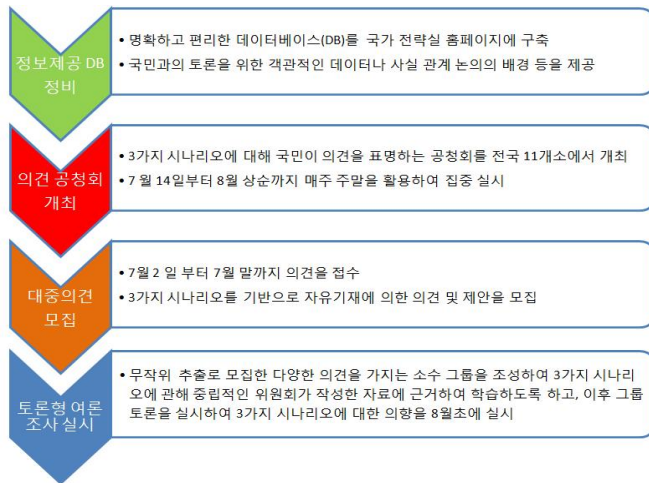 정보제공 DB
정비
• 명확하고 편리한 데이터베이스(DB)를 국가 전략실 홈페이지에 구축
• 국민과의 토론을 위한 객관적인 데이터나 사실 관계 논의의 배경 등을 제공
의견 공청회
개최
• 3가지 시나리오에 대해 국민이 의견을 표명하는 공청회를 전국 11개소에서 개최
• 7 월 14일부터 8월 상순까지 매주 주말을 활용하여 집중 실시
대중의견
모집
• 7월 2 일 부터 7월 말까지 의견을 접수
• 3가지 시나리오를 기반으로 자유기재에 의한 의견 및 제안을 모집
토론형 여론
조사 실시
• 무작위 추출로 모집한 다양한 의견을 가지는 소수 그룹을 조성하여 3가지 시나리
오에 관해 중립적인 위원회가 작성한 자료에 근거하여 학습하도록 하고, 이후 그룹
토론을 실시하여 3가지 시나리오에 대한 의향을 8월초에 실시